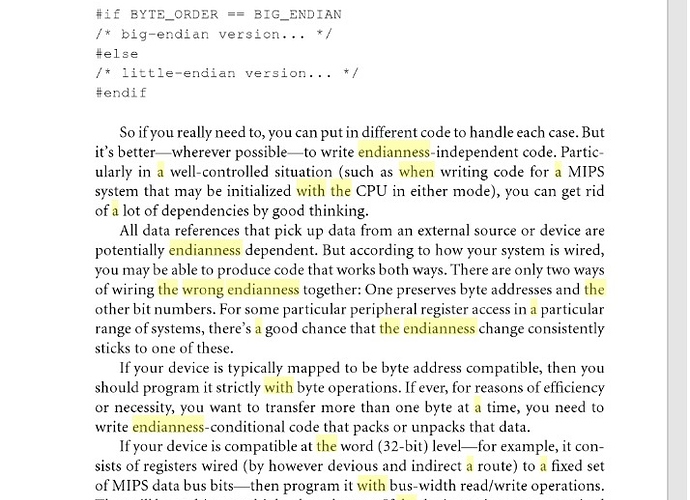 #if BYTE_ORDER == BIG_ENDIAN
/* big-endian version... */
#else
/* little-endian version... */
#endif
So if you really need to, you can put in different code to handle each case. But
it's better—wherever possible—to write endianness-independent code. Partic-
ularly in a well-controlled situation (such as when writing code for a MIPS
system that may be initialized with the CPU in either mode), you can get rid
of a lot of dependencies by good thinking.
All data references that pick up data from an external source or device are
potentially endianness dependent. But according to how your system is wired,
you may be able to produce code that works both ways. There are only two ways
of wiring the wrong endianness together: One preserves byte addresses and the
other bit numbers. For some particular peripheral register access in a particular
range of systems, there's a good chance that the endianness change consistently
sticks to one of these.
If your device is typically mapped to be byte address compatible, then you
should program it strictly with byte operations. If ever, for reasons of efficiency
or necessity, you want to transfer more than one byte at a time, you need to
write endianness-conditional code that packs or unpacks that data.
If your device is compatible at the word (32-bit) level—for example, it con-
sists of registers wired (by however devious and indirect a route) to a fixed set
of MIPS data bus bits—then program it with bus-width read/write operations.